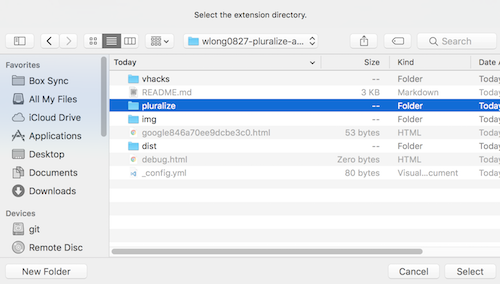 Select the extension directory.
wlong0827-pluralize-a...
Search
Favorites
Box Sync
All My Files
iCloud Drive
Applications
Desktop
Documents
Downloads
Devices
git
Remote Disc
Today Size Kind Date A
vhacks -- Folder Today
README.md 3 KB Markdown Today
pluralize -- Folder Today
img -- Folder Today
google846a70ee9dcbe3c0.html 53 bytes HTML Today
dist -- Folder Today
debug.html Zero bytes HTML Today
_config.yml 80 bytes Visual...cument Today
New Folder Cancel Select